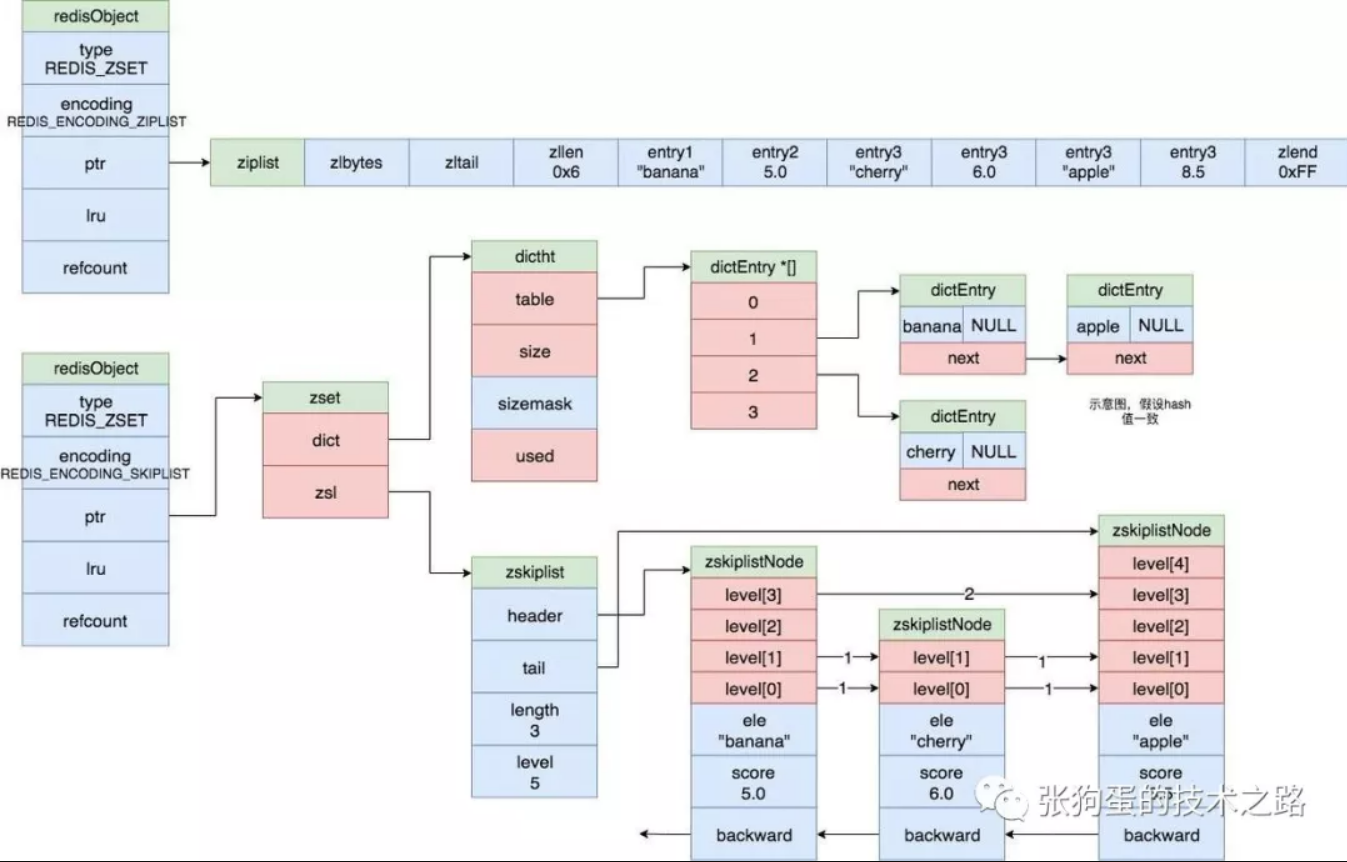 redisObject
type
REDIS_ZSET
encoding
REDIS_ENCODING_ZIPLIST
ptr
lru
refcount
ziplist
zlbytes
zltail
zllen
0x6
entry1
"banana"
entry2
5.0
entry3
"cherry"
entry3
6.0
entry3
"apple"
entry3
8.5
zlend
0xFF
redisObject
type
REDIS_ZSET
encoding
REDIS_ENCODING_SKIPLIST
ptr
lru
refcount
zset
dict
zsl
dictht
table
size
sizemask
used
dictEntry *[]
0
1
2
3
dictEntry
banana NULL
next
dictEntry
apple NULL
next
示意图，假设hash
值一致
dictEntry
cherry NULL
next
zskiplist
header
tail
length
3
level
5
zskiplistNode
level[3]
level[2]
level[1]
level[0]
ele
"banana"
score
5.0
backward
2
1
1
zskiplistNode
level[1]
level[0]
ele
"cherry"
score
6.0
backward
1
1
zskiplistNode
level[4]
level[3]
level[2]
level[1]
level[0]
ele
"apple"
score
backward
张狗蛋的技术之路